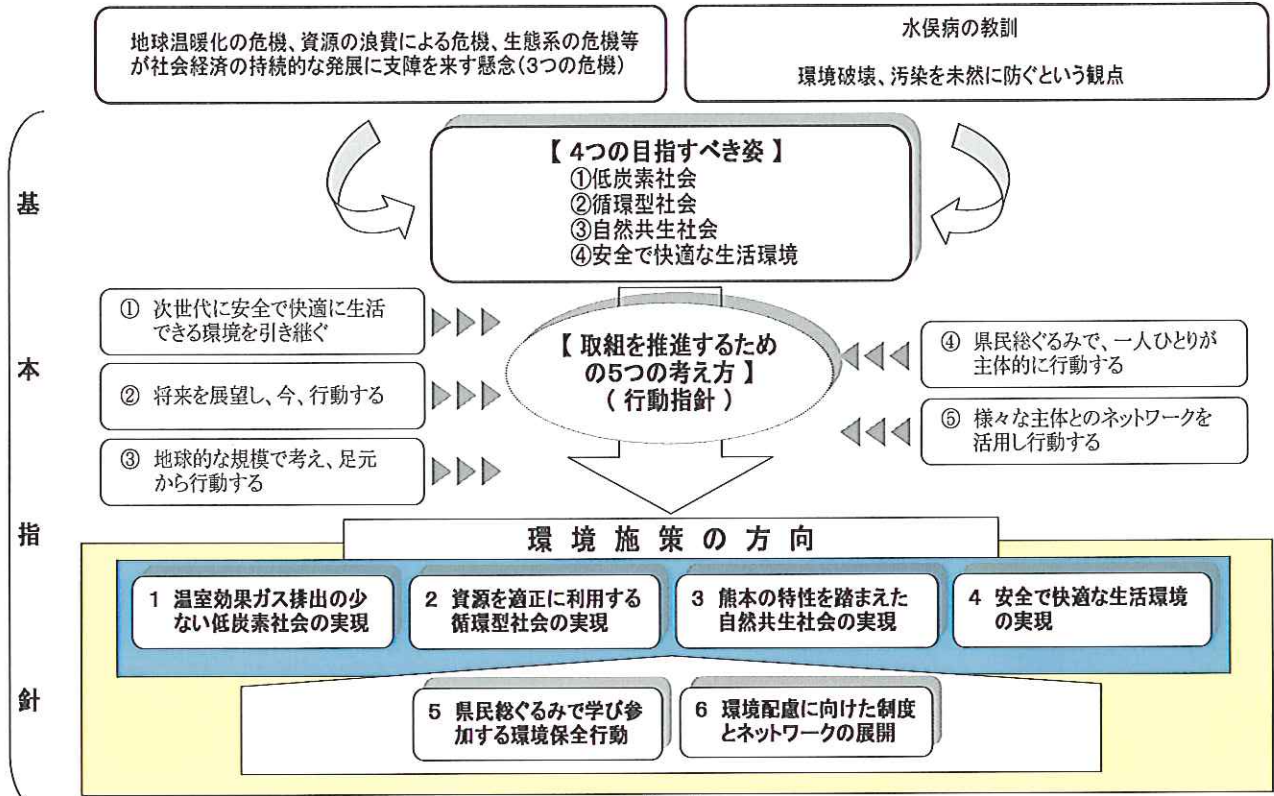 地球温暖化の危機、資源の浪費による危機、生態系の危機等
が社会経済の持続的な発展に支障を来す懸念(3つの危機)
水俣病の教訓
環境破壊、汚染を未然に防ぐという観点
基本指針
【 4つの目指すべき姿 】
①低炭素社会
②循環型社会
③自然共生社会
④安全で快適な生活環境
① 次世代に安全で快適に生活
できる環境を引き継ぐ
② 将来を展望し、今、行動する
③ 地球的な規模で考え、足元
から行動する
【 取組を推進するため
の5つの考え方 】
( 行動指針 )
④ 県民総ぐるみで、一人ひとりが
主体的に行動する
⑤ 様々な主体とのネットワークを
活用し行動する
環境施策の方向
1 温室効果ガス排出の少
ない低炭素社会の実現
2 資源を適正に利用する
循環型社会の実現
3 熊本の特性を踏まえた
自然共生社会の実現
4 安全で快適な生活環境
の実現
5 県民総ぐるみで学び参
加する環境保全行動
6 環境配慮に向けた制度
とネットワークの展開